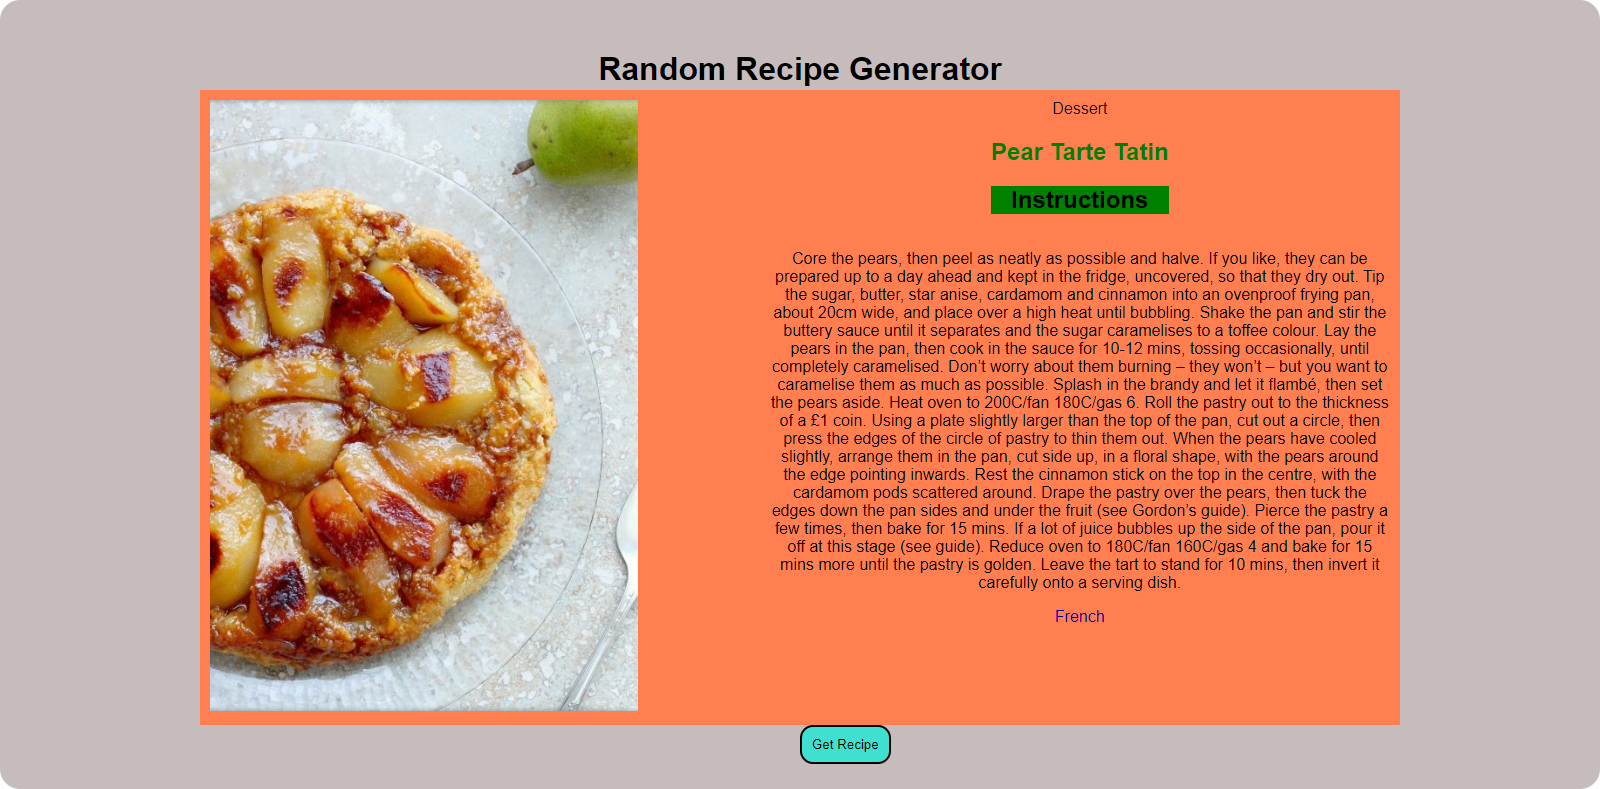 Random Recipe Generator
Dessert
Pear Tarte Tatin
Instructions
Core the pears, then peel as neatly as possible and halve. If you like, they can be
prepared up to a day ahead and kept in the fridge, uncovered, so that they dry out. Tip
the sugar, butter, star anise, cardamom and cinnamon into an ovenproof frying pan,
about 20cm wide, and place over a high heat until bubbling. Shake the pan and stir the
buttery sauce until it separates and the sugar caramelises to a toffee colour. Lay the
pears in the pan, then cook in the sauce for 10-12 mins, tossing occasionally, until
completely caramelised. Don’t worry about them burning – they won’t – but you want to
caramelise them as much as possible. Splash in the brandy and let it flambé, then set
the pears aside. Heat oven to 200C/fan 180C/gas 6. Roll the pastry out to the thickness
of a £1 coin. Using a plate slightly larger than the top of the pan, cut out a circle, then
press the edges of the circle of pastry to thin them out. When the pears have cooled
slightly, arrange them in the pan, cut side up, in a floral shape, with the pears around
the edge pointing inwards. Rest the cinnamon stick on the top in the centre, with the
cardamom pods scattered around. Drape the pastry over the pears, then tuck the
edges down the pan sides and under the fruit (see Gordon’s guide). Pierce the pastry a
few times, then bake for 15 mins. If a lot of juice bubbles up the side of the pan, pour it
off at this stage (see guide). Reduce oven to 180C/fan 160C/gas 4 and bake for 15
mins more until the pastry is golden. Leave the tart to stand for 10 mins, then invert it
carefully onto a serving dish.
French
Get Recipe